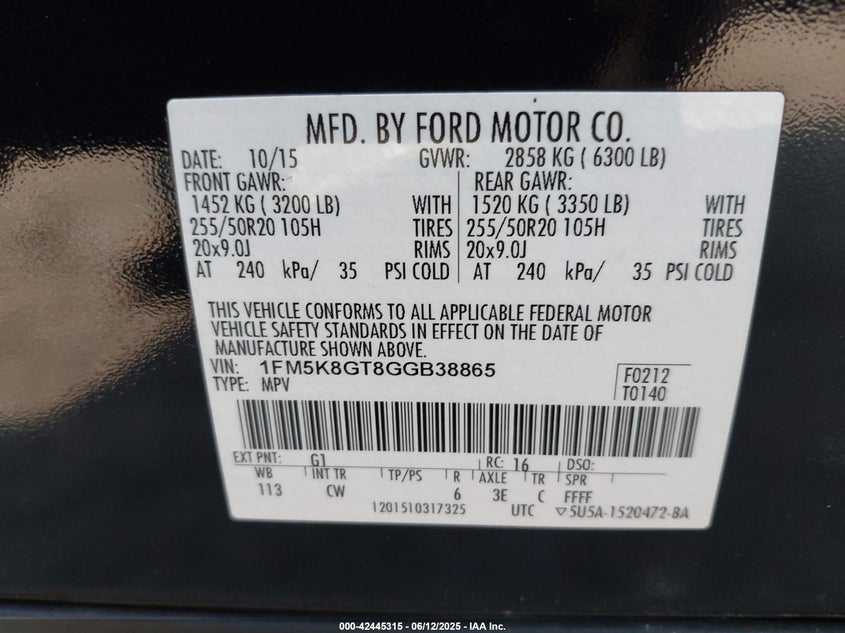 MFD. BY FORD MOTOR CO.
DATE: 10/15 GVWR: 2858 KG ( 6300 LB)
FRONT GAWR: REAR GAWR:
1452 KG ( 3200 LB) WITH 1520 KG ( 3350 LB) WITH
255/50R20 105H TIRES 255/50R20 105H TIRES
20x9.0J RIMS 20x9.0J RIMS
AT 240 kPa/ 35 PSI COLD AT 240 kPa/ 35 PSI COLD
THIS VEHICLE CONFORMS TO ALL APPLICABLE FEDERAL MOTOR
VEHICLE SAFETY STANDARDS IN EFFECT ON THE DATE OF
MANUFACTURE SHOWN ABOVE.
VIN: 1FM5K8GT8GGB38865
TYPE: MPV F0212
T0140
EXT PNT: G1 RC: 16 DSO:
WB INT TR TP/PS R AXLE TR SPR
113 CW 6 3E C FFFF
1201510317325 UTC ▽5U5A-1520472-BA
000-42445315 - 06/12/2025 - IAA Inc.